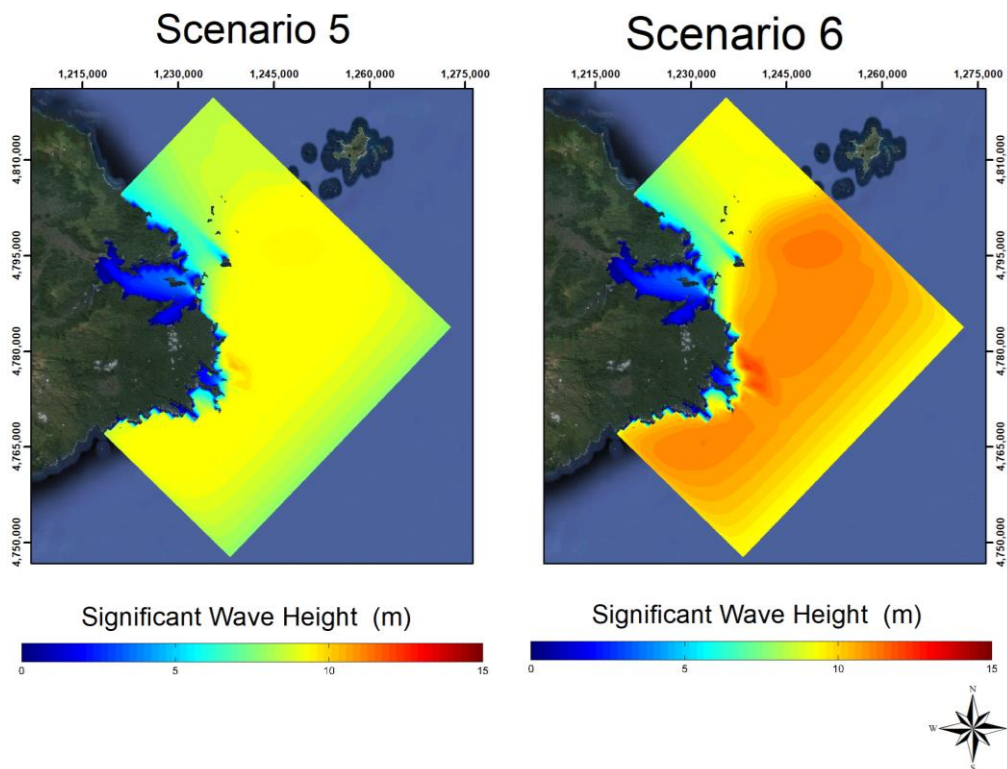 Scenario 5
1,215,000 1,230,000 1,245,000 1,260,000 1,275,000
4,810,000
4,795,000
4,780,000
4,765,000
4,750,000
Significant Wave Height (m)
0 5 10 15
Scenario 6
1,215,000 1,230,000 1,245,000 1,260,000 1,275,000
4,810,000
4,795,000
4,780,000
4,765,000
4,750,000
Significant Wave Height (m)
0 5 10 15
N
W E
S